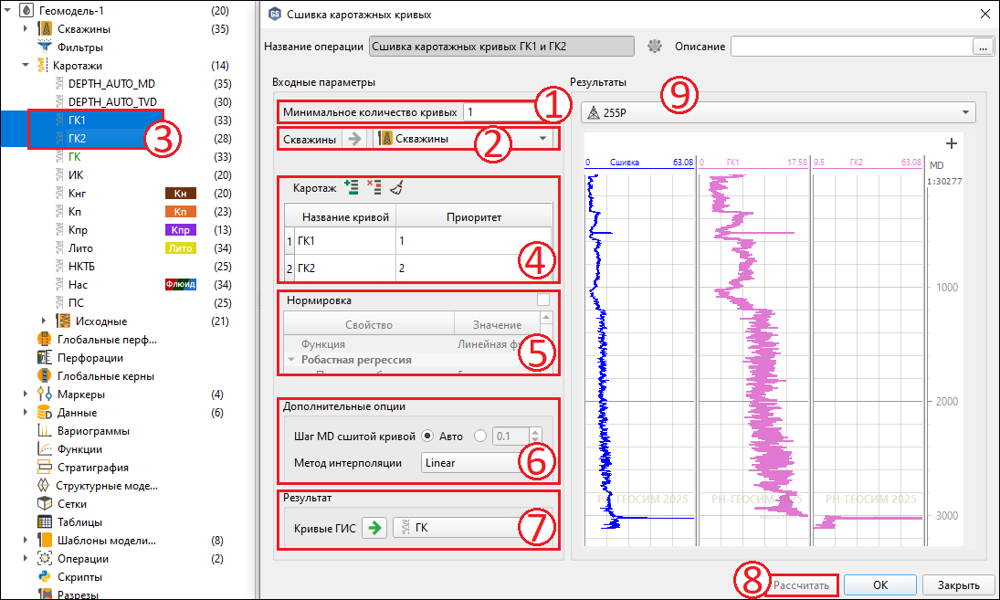 Геомодель-1 (20)
Скважины (35)
Фильтры
Каротажи (14)
DEPTH_AUTO_MD (35)
DEPTH_AUTO_TVD (30)
ГК1 (33)
ГК2 (28)
ГК (33)
ИК (20)
Кнг Кн (20)
Кп Кп (23)
Кпр Кпр (13)
Лито Лито (34)
НКТБ (25)
Нас Флюид (34)
ПС (25)
Исходные (21)
Глобальные перф...
Перфорации
Глобальные керны
Маркеры (4)
Данные (6)
Вариограммы
Функции
Стратиграфия
Структурные моде...
Сетки
Таблицы
Шаблоны модели... (8)
Операции (2)
Скрипты
Разрезы
3
GS Сшивка каротажных кривых
Название операции Сшивка каротажных кривых ГК1 и ГК2 Описание ...
Входные параметры
Минимальное количество кривых 1
1
Скважины Скважины
2
Каротаж
Название кривой Приоритет
1 ГК1 1
2 ГК2 2
4
Нормировка
Свойство Значение
Функция Линейная фу
Робастная регрессия
5
Дополнительные опции
Шаг MD сшитой кривой Авто 0.1
Метод интерполяции Linear
6
Результат
Кривые ГИС ГК
7
Результаты
9
255P
0 Сшивка 63.08 0 ГК1 17.58 9.5 ГК2 63.08 MD
1:30277
1000
2000
РН-ГЕОСИМ 2025 РН-ГЕОСИМ 2025 РН-ГЕОСИМ 2025
3000
8
Рассчитать ОК Закрыть